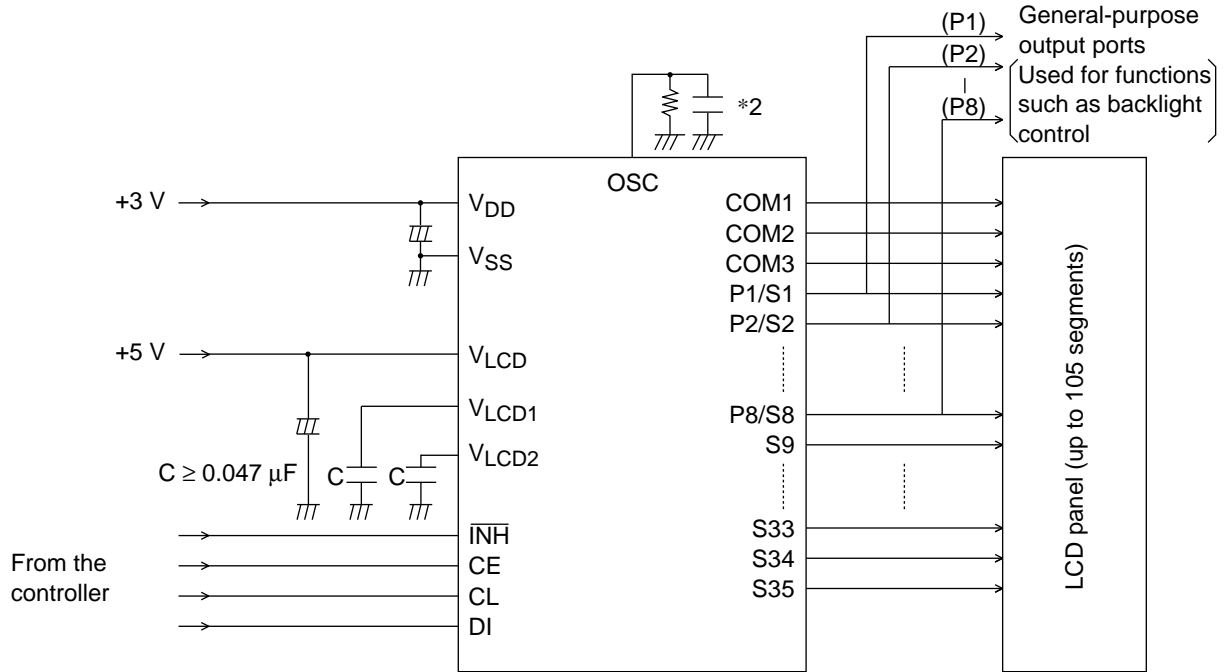 (P1)
(P2)
(P8)
General-purpose
output ports
Used for functions
such as backlight
control
*2
OSC
+3 V
VDD
VSS
+5 V
VLCD
VLCD1
VLCD2
C ≥ 0.047 μF
C
C
From the
controller
INH
CE
CL
DI
COM1
COM2
COM3
P1/S1
P2/S2
P8/S8
S9
S33
S34
S35
LCD panel (up to 105 segments)